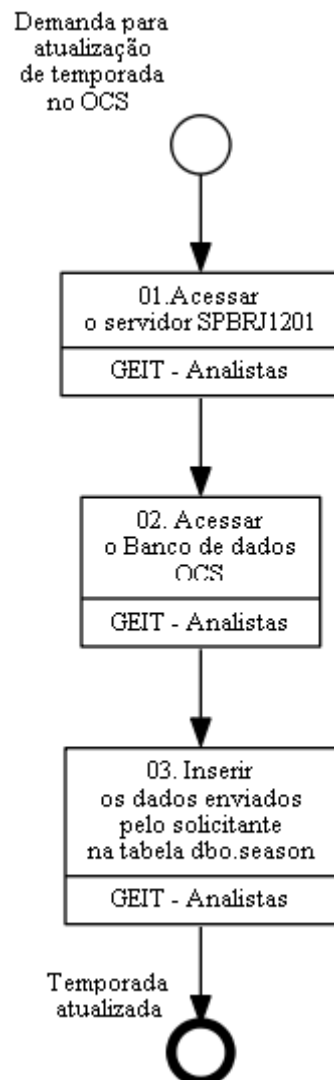 Demanda para
atualização
de temporada
no OCS
01.Acessar
o servidor SPBRJ1201
GEIT - Analistas
02. Acessar
o Banco de dados
OCS
GEIT - Analistas
03. Inserir
os dados enviados
pelo solicitante
na tabela dbo.season
GEIT - Analistas
Temporada
atualizada